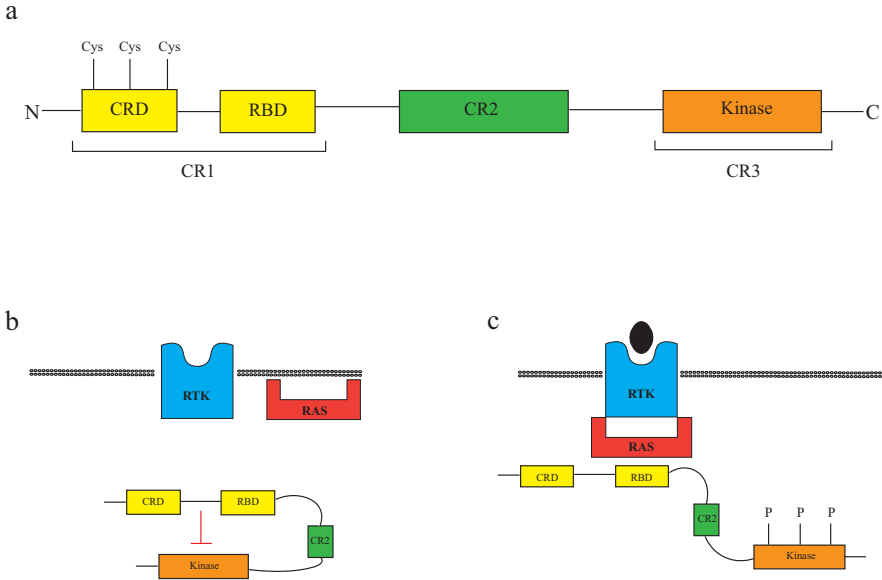 a
Cys Cys Cys
N CRD RBD CR2 Kinase C
CR1 CR3
b
RTK
RAS
CRD RBD
CR2
Kinase
c
RTK
RAS
CRD RBD
CR2 P P P
Kinase